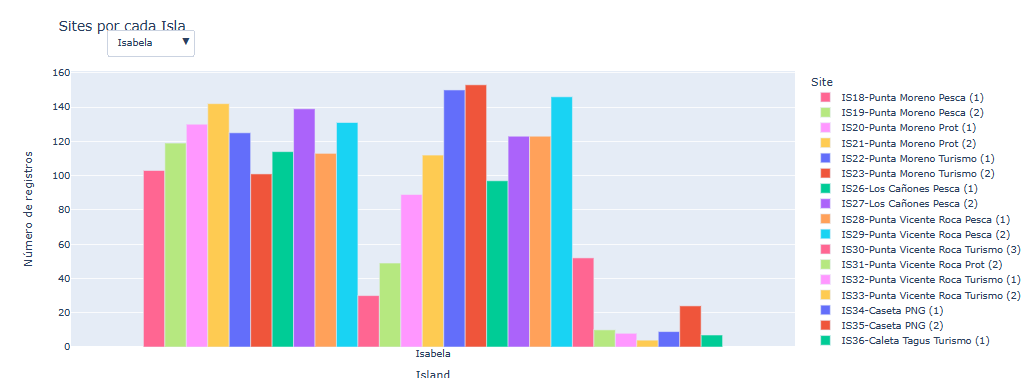 Sites por cada Isla
Isabela ▼
160
140
120
100
80
60
40
20
0
Número de registros
Isabela
Island
Site
IS18-Punta Moreno Pesca (1)
IS19-Punta Moreno Pesca (2)
IS20-Punta Moreno Prot (1)
IS21-Punta Moreno Prot (2)
IS22-Punta Moreno Turismo (1)
IS23-Punta Moreno Turismo (2)
IS26-Los Cañones Pesca (1)
IS27-Los Cañones Pesca (2)
IS28-Punta Vicente Roca Pesca (1)
IS29-Punta Vicente Roca Pesca (2)
IS30-Punta Vicente Roca Turismo (3)
IS31-Punta Vicente Roca Prot (2)
IS32-Punta Vicente Roca Turismo (1)
IS33-Punta Vicente Roca Turismo (2)
IS34-Caseta PNG (1)
IS35-Caseta PNG (2)
IS36-Caleta Tagus Turismo (1)